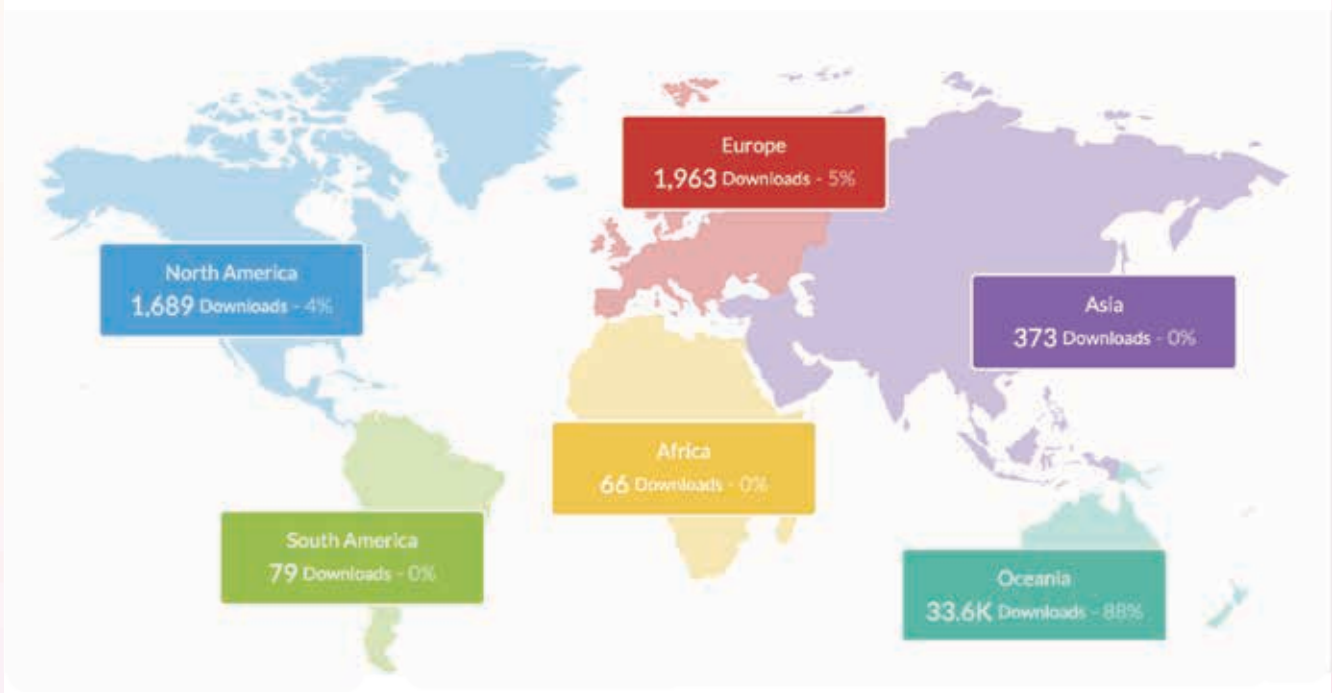 Europe
1,963 Downloads - 5%
North America
1,689 Downloads - 4%
Asia
373 Downloads - 0%
Africa
66 Downloads - 0%
South America
79 Downloads - 0%
Oceania
33.6K Downloads - 88%